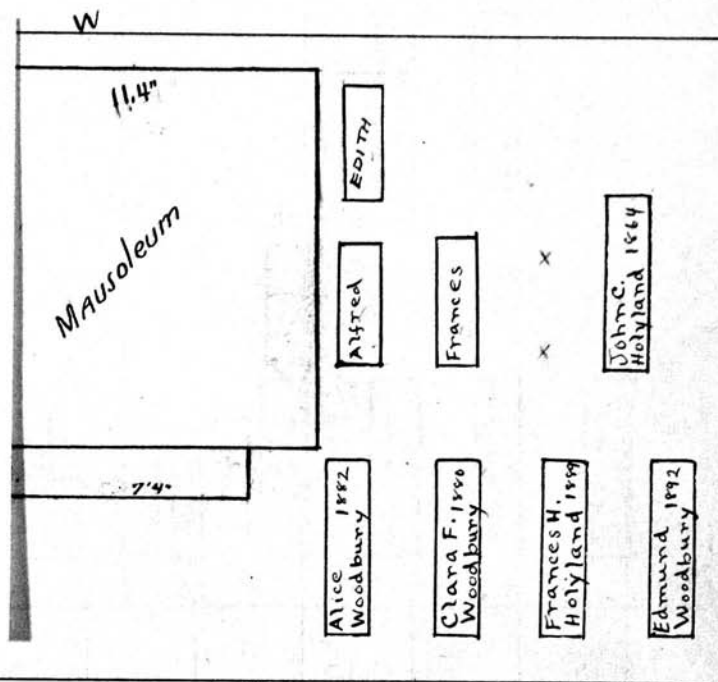 W
11'.4"
Mausoleum
7'.4"
EDITH
Alfred
Frances
x
x
John C.
Holyland 1864
Alice 1882
Woodbury
Clara F. 1880
Woodbury
Frances H.
Holyland 1889
Edmund 1892
Woodbury